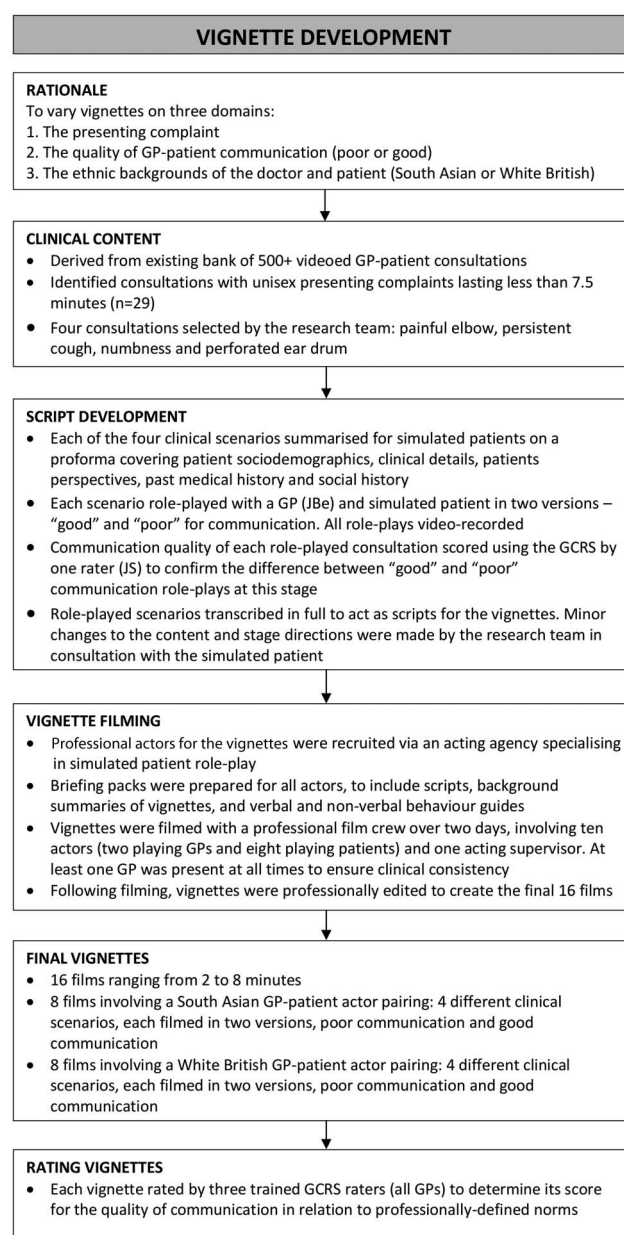 VIGNETTE DEVELOPMENT
RATIONALE
To vary vignettes on three domains:
1. The presenting complaint
2. The quality of GP-patient communication (poor or good)
3. The ethnic backgrounds of the doctor and patient (South Asian or White British)
CLINICAL CONTENT
• Derived from existing bank of 500+ videoed GP-patient consultations
• Identified consultations with unisex presenting complaints lasting less than 7.5
minutes (n=29)
• Four consultations selected by the research team: painful elbow, persistent
cough, numbness and perforated ear drum
SCRIPT DEVELOPMENT
• Each of the four clinical scenarios summarised for simulated patients on a
proforma covering patient sociodemographics, clinical details, patients
perspectives, past medical history and social history
• Each scenario role-played with a GP (JBe) and simulated patient in two versions –
“good” and “poor” for communication. All role-plays video-recorded
• Communication quality of each role-played consultation scored using the GCRS by
one rater (JS) to confirm the difference between “good” and “poor”
communication role-plays at this stage
• Role-played scenarios transcribed in full to act as scripts for the vignettes. Minor
changes to the content and stage directions were made by the research team in
consultation with the simulated patient
VIGNETTE FILMING
• Professional actors for the vignettes were recruited via an acting agency specialising
in simulated patient role-play
• Briefing packs were prepared for all actors, to include scripts, background
summaries of vignettes, and verbal and non-verbal behaviour guides
• Vignettes were filmed with a professional film crew over two days, involving ten
actors (two playing GPs and eight playing patients) and one acting supervisor. At
least one GP was present at all times to ensure clinical consistency
• Following filming, vignettes were professionally edited to create the final 16 films
FINAL VIGNETTES
• 16 films ranging from 2 to 8 minutes
• 8 films involving a South Asian GP-patient actor pairing: 4 different clinical
scenarios, each filmed in two versions, poor communication and good
communication
• 8 films involving a White British GP-patient actor pairing: 4 different clinical
scenarios, each filmed in two versions, poor communication and good
communication
RATING VIGNETTES
• Each vignette rated by three trained GCRS raters (all GPs) to determine its score
for the quality of communication in relation to professionally-defined norms